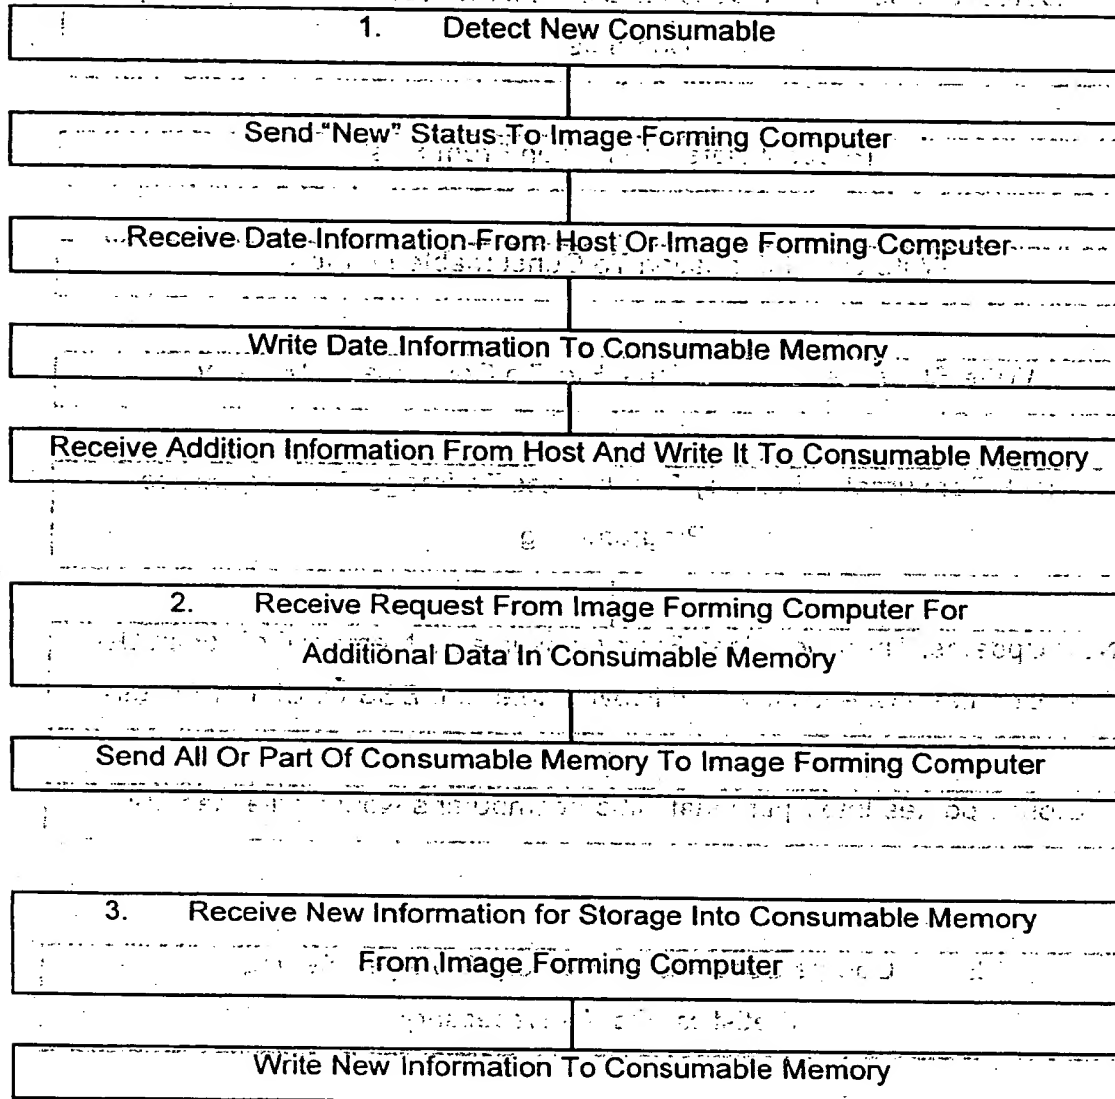 1. Detect New Consumable
Send "New" Status To Image Forming Computer
Receive Date Information From Host Or Image Forming Computer
Write Date Information To Consumable Memory
Receive Addition Information From Host And Write It To Consumable Memory
2. Receive Request From Image Forming Computer For
Additional Data In Consumable Memory
Send All Or Part Of Consumable Memory To Image Forming Computer
3. Receive New Information for Storage Into Consumable Memory
From Image Forming Computer
Write New Information To Consumable Memory